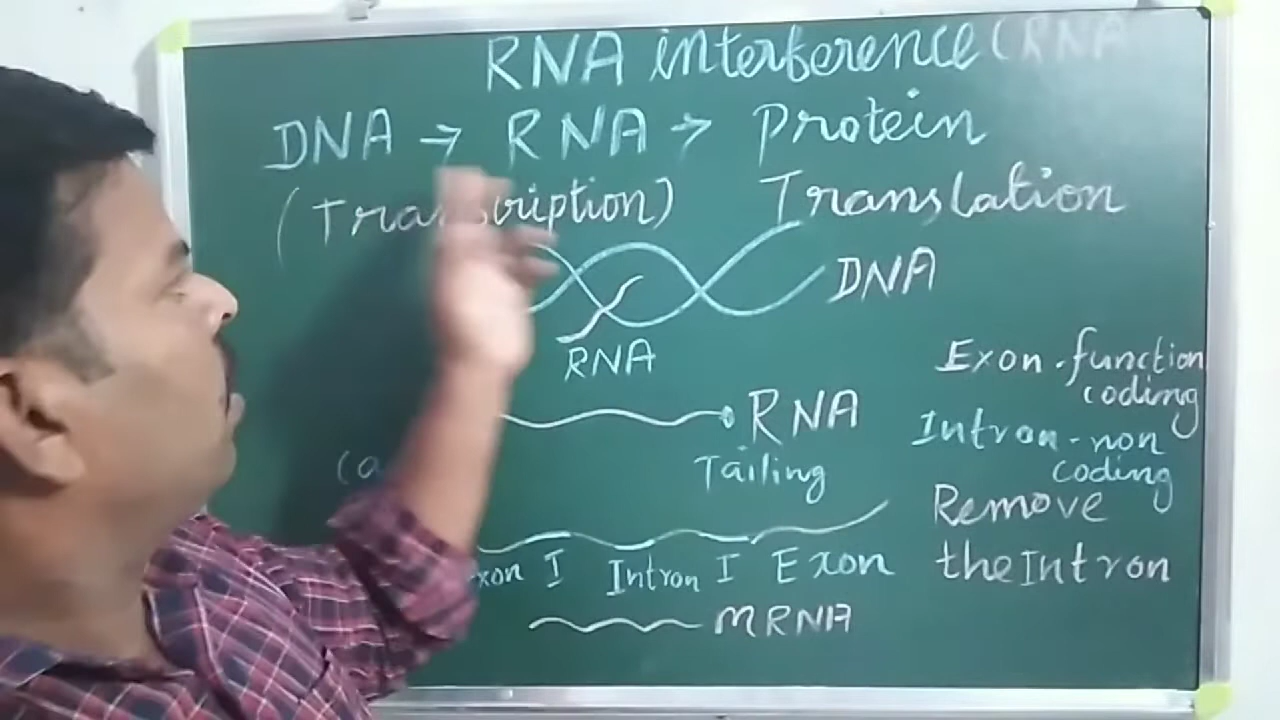 RNA interference (RNA
DNA → RNA → Protein
(Transcription) Translation
DNA
RNA
RNA
Tailing
Exon I Intron I Exon
mRNA
Exon - function
coding
Intron - non
coding
Remove
the Intron